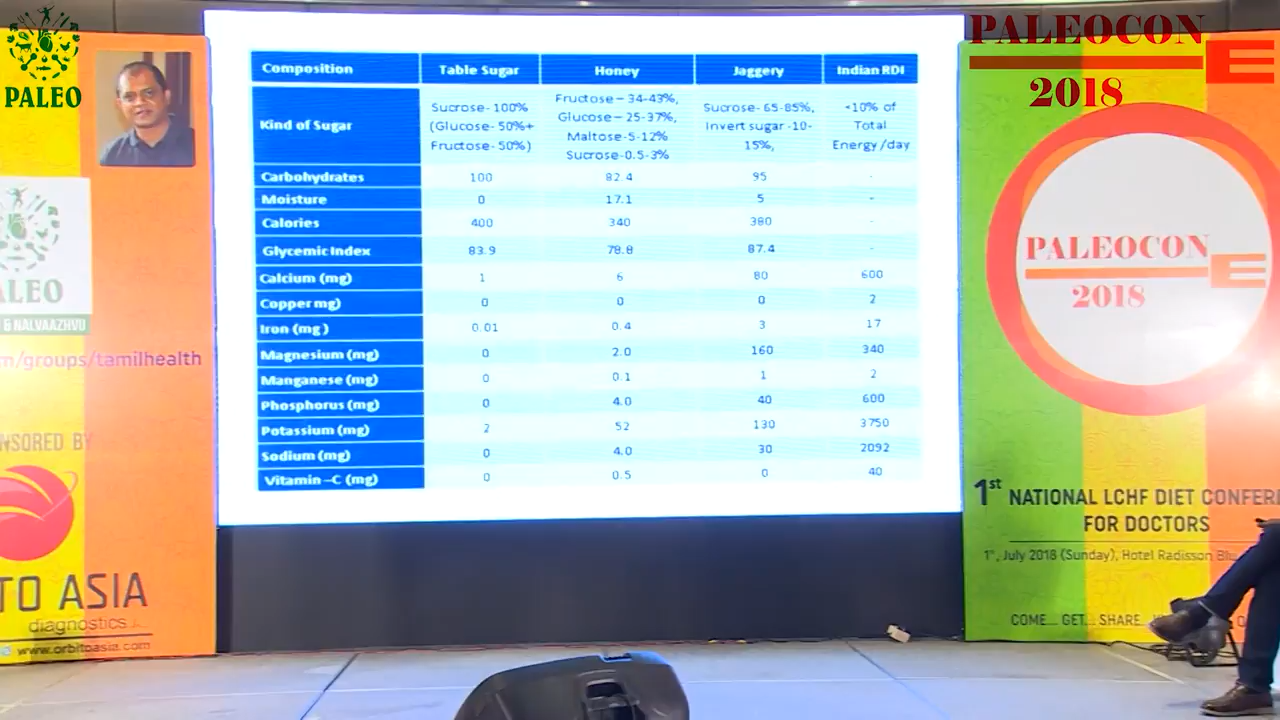 PALEO
PALEOCON
E
2018
Composition Table Sugar Honey Jaggery Indian RDI
Kind of Sugar
Sucrose- 100%
(Glucose- 50%+
Fructose- 50%)
Fructose – 34-43%,
Glucose – 25-37%,
Maltose-5-12%
Sucrose-0.5-3%
Sucrose- 65-85%,
Invert sugar -10-
15%,
<10% of
Total
Energy /day
Carbohydrates 100 82.4 95 -
Moisture 0 17.1 5 -
Calories 400 340 380 -
Glycemic Index 83.9 78.8 87.4 -
Calcium (mg) 1 6 80 600
Copper mg) 0 0 0 2
Iron (mg ) 0.01 0.4 3 17
Magnesium (mg) 0 2.0 160 340
Manganese (mg) 0 0.1 1 2
Phosphorus (mg) 0 4.0 40 600
Potassium (mg) 2 52 130 3750
Sodium (mg) 0 4.0 30 2092
Vitamin –C (mg) 0 0.5 0 40
ALEO
& NALVAAZHVU
m/groups/tamilhealth
NSORED BY
TO ASIA
diagnostics
www.orbitoasia.com
PALEOCON
E
2018
1st NATIONAL LCHF DIET CONFERE
FOR DOCTORS
1st, July 2018 (Sunday), Hotel Radisson Blu
COME... GET... SHARE...